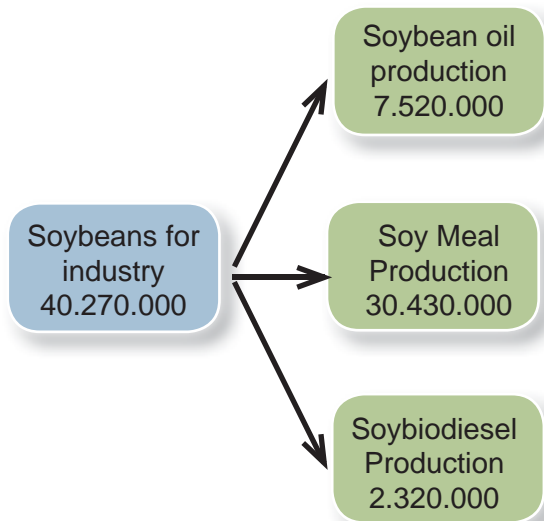 Soybean oil
production
7.520.000
Soybeans for
industry
40.270.000
Soy Meal
Production
30.430.000
Soybiodiesel
Production
2.320.000